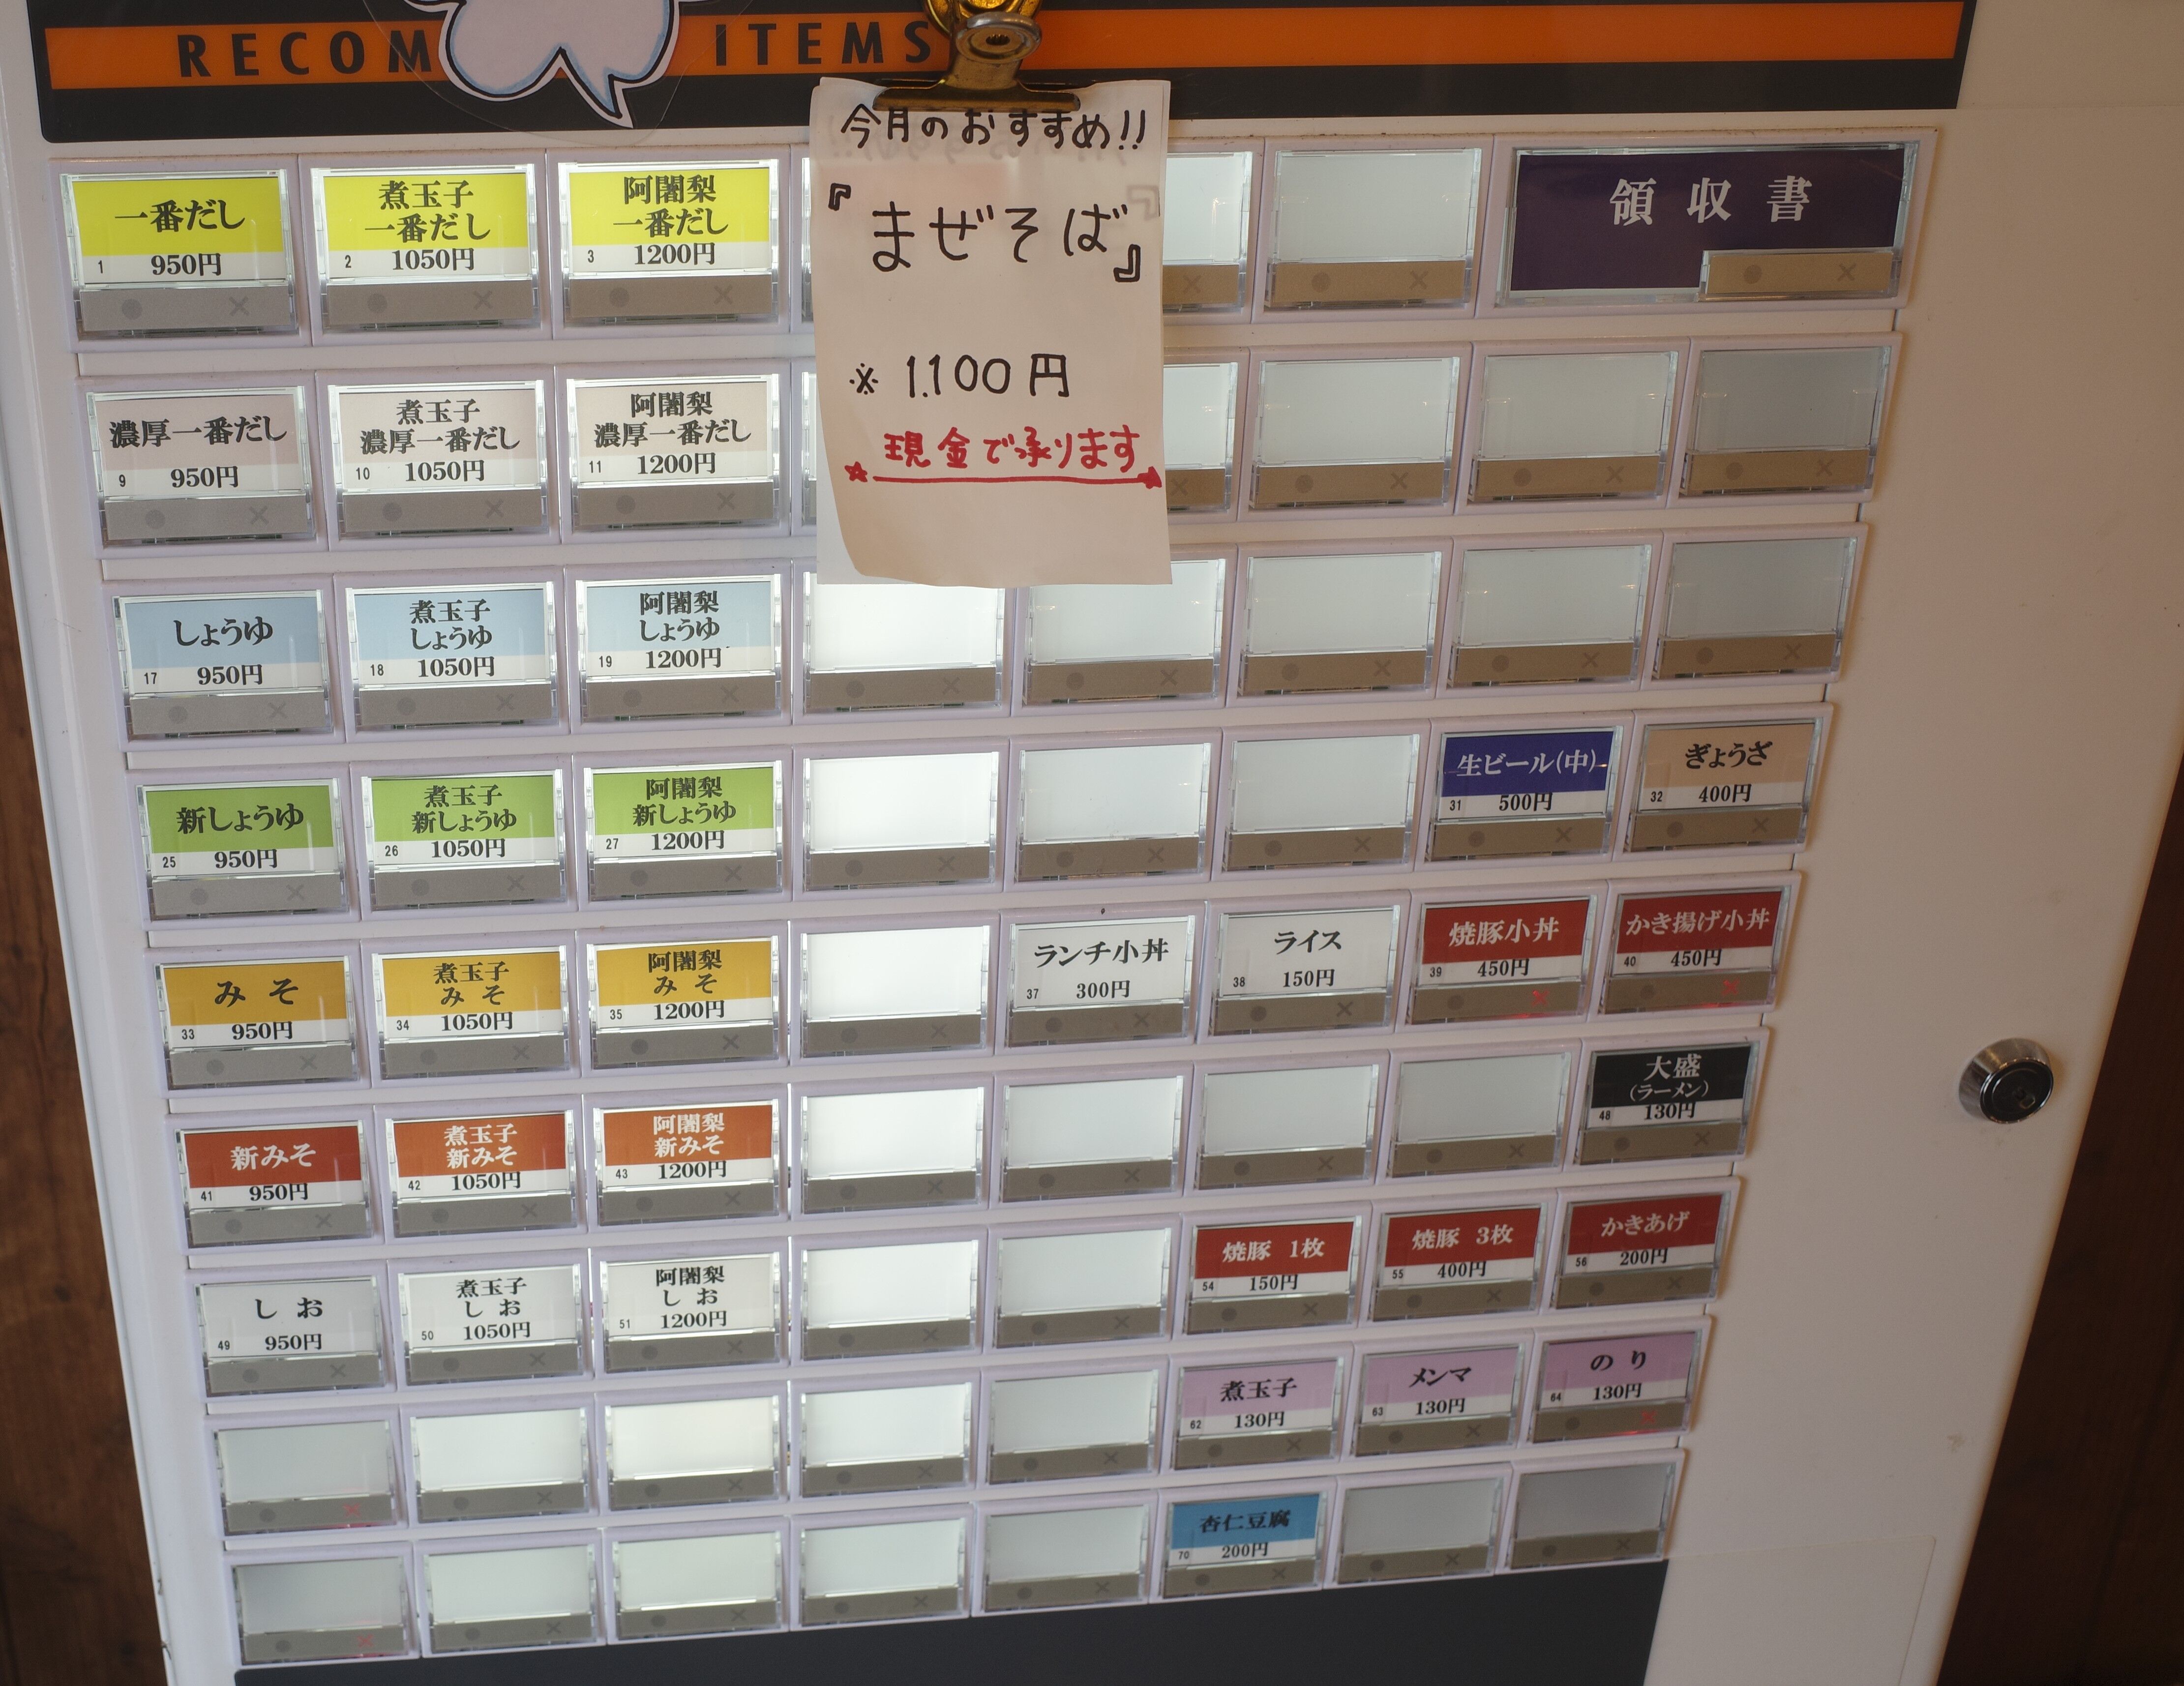 RECOM ITEMS
今月のおすすめ!!
『まぜそば』
※ 1.100円
現金で承ります
一番だし
1 950円
煮玉子
一番だし
2 1050円
阿闍梨
一番だし
3 1200円
領収書
濃厚一番だし
9 950円
煮玉子
濃厚一番だし
10 1050円
阿闍梨
濃厚一番だし
11 1200円
しょうゆ
17 950円
煮玉子
しょうゆ
18 1050円
阿闍梨
しょうゆ
19 1200円
新しょうゆ
25 950円
煮玉子
新しょうゆ
26 1050円
阿闍梨
新しょうゆ
27 1200円
生ビール(中)
31 500円
ぎょうざ
32 400円
みそ
33 950円
煮玉子
みそ
34 1050円
阿闍梨
みそ
35 1200円
ランチ小丼
37 300円
ライス
38 150円
焼豚小丼
39 450円
かき揚げ小丼
40 450円
新みそ
41 950円
煮玉子
新みそ
42 1050円
阿闍梨
新みそ
43 1200円
大盛
(ラーメン)
48 130円
しお
49 950円
煮玉子
しお
50 1050円
阿闍梨
しお
51 1200円
焼豚 1枚
54 150円
焼豚 3枚
55 400円
かきあげ
56 200円
煮玉子
62 130円
メンマ
63 130円
のり
64 130円
杏仁豆腐
70 200円